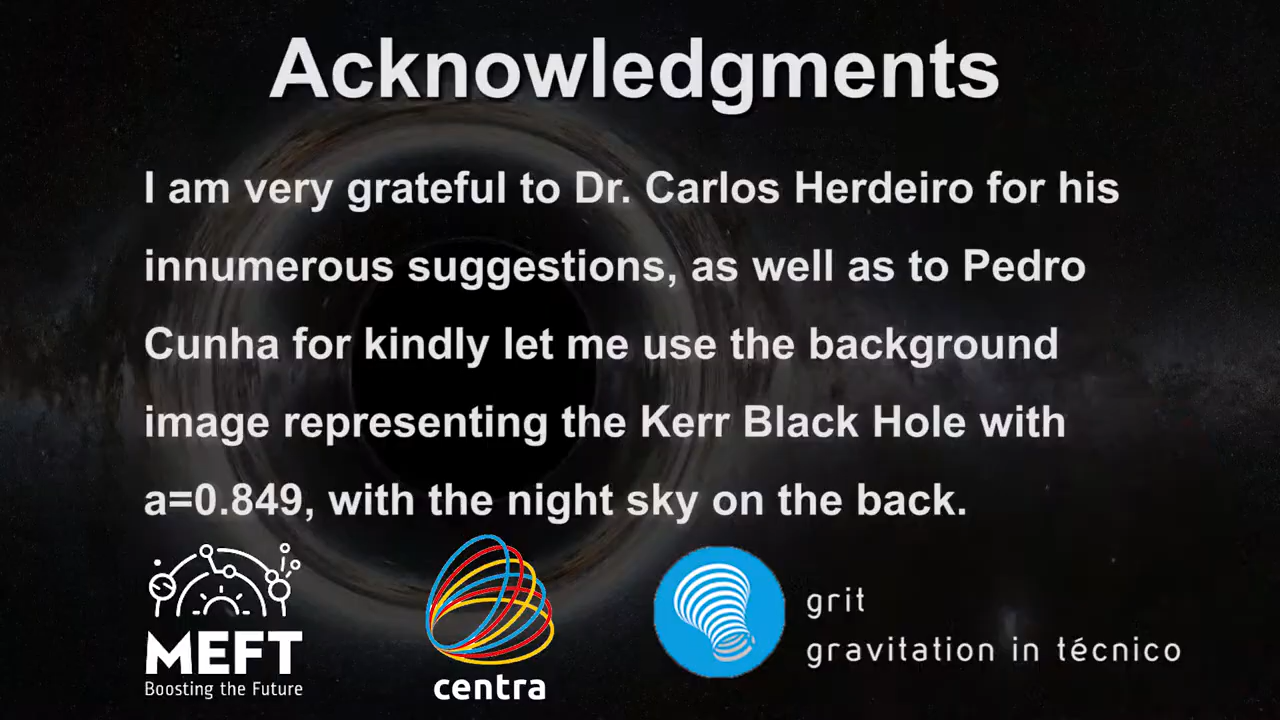 Acknowledgments
I am very grateful to Dr. Carlos Herdeiro for his
innumerous suggestions, as well as to Pedro
Cunha for kindly let me use the background
image representing the Kerr Black Hole with
a=0.849, with the night sky on the back.
MEFT
Boosting the Future
centra
grit
gravitation in técnico